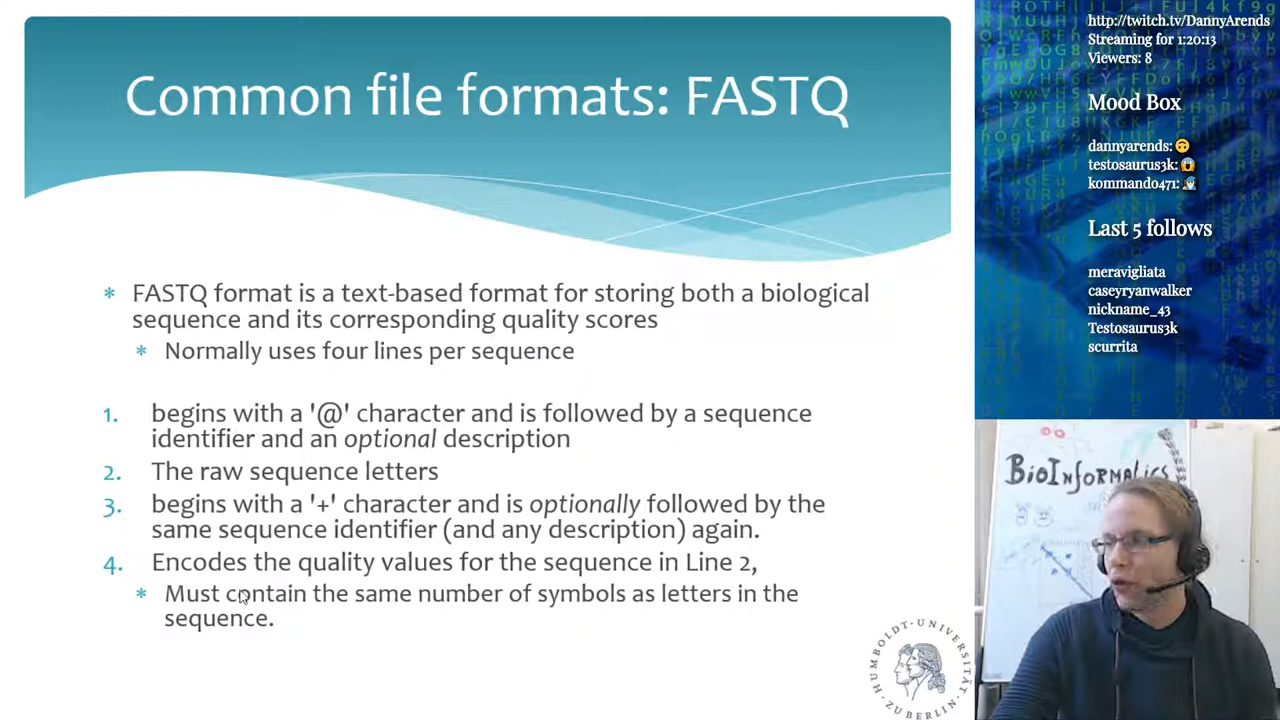 Common file formats: FASTQ
* FASTQ format is a text-based format for storing both a biological
sequence and its corresponding quality scores
* Normally uses four lines per sequence
1. begins with a '@' character and is followed by a sequence
identifier and an optional description
2. The raw sequence letters
3. begins with a '+' character and is optionally followed by the
same sequence identifier (and any description) again.
4. Encodes the quality values for the sequence in Line 2,
* Must contain the same number of symbols as letters in the
sequence.
HUMBOLDT-UNIVERSITÄT
ZU BERLIN
http://twitch.tv/DannyArends
Streaming for 1:20:13
Viewers: 8
Mood Box
dannyarends: 🙃
testosaurus3k: 😱
kommando471:
Last 5 follows
meravigliata
caseyryanwalker
nickname_43
Testosaurus3k
scurrita
BioInformatics